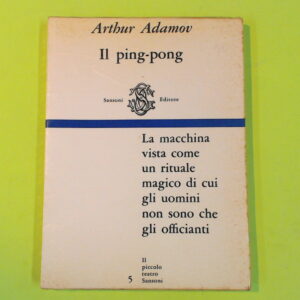 Arthur Adamov
Il ping-pong
Sansoni Editore
La macchina
vista come
un rituale
magico di cui
gli uomini
non sono che
gli officianti
Il
piccolo
teatro
5 Sansoni